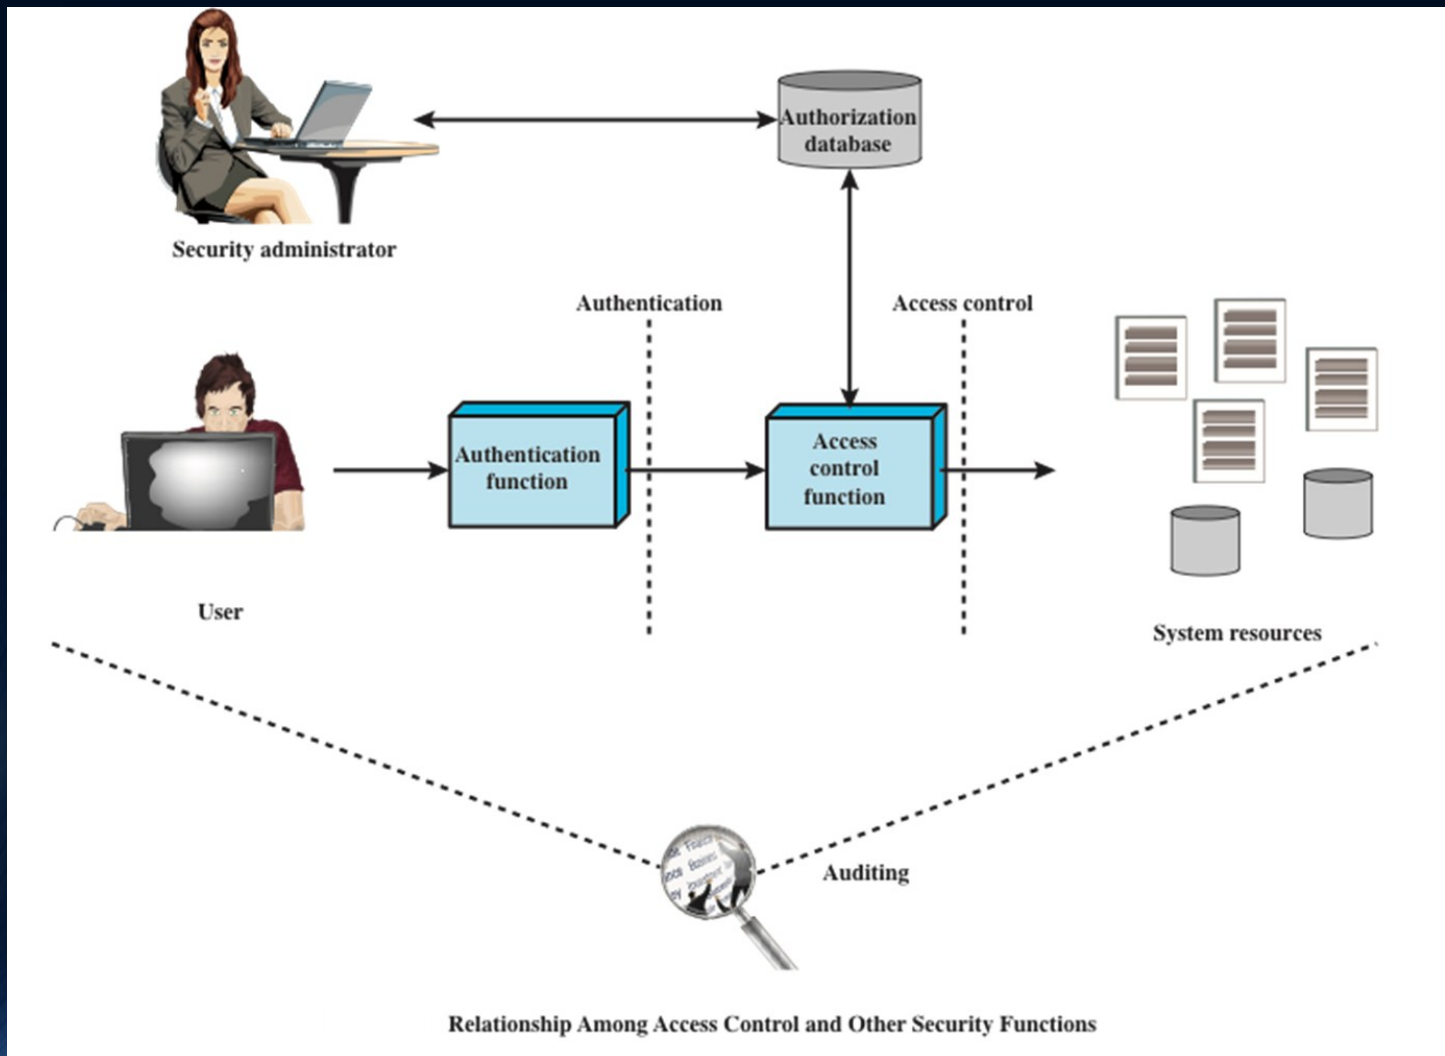 Authorization
database
Security administrator
Authentication
Access control
Authentication
function
Access
control
function
User
System resources
Auditing
Relationship Among Access Control and Other Security Functions